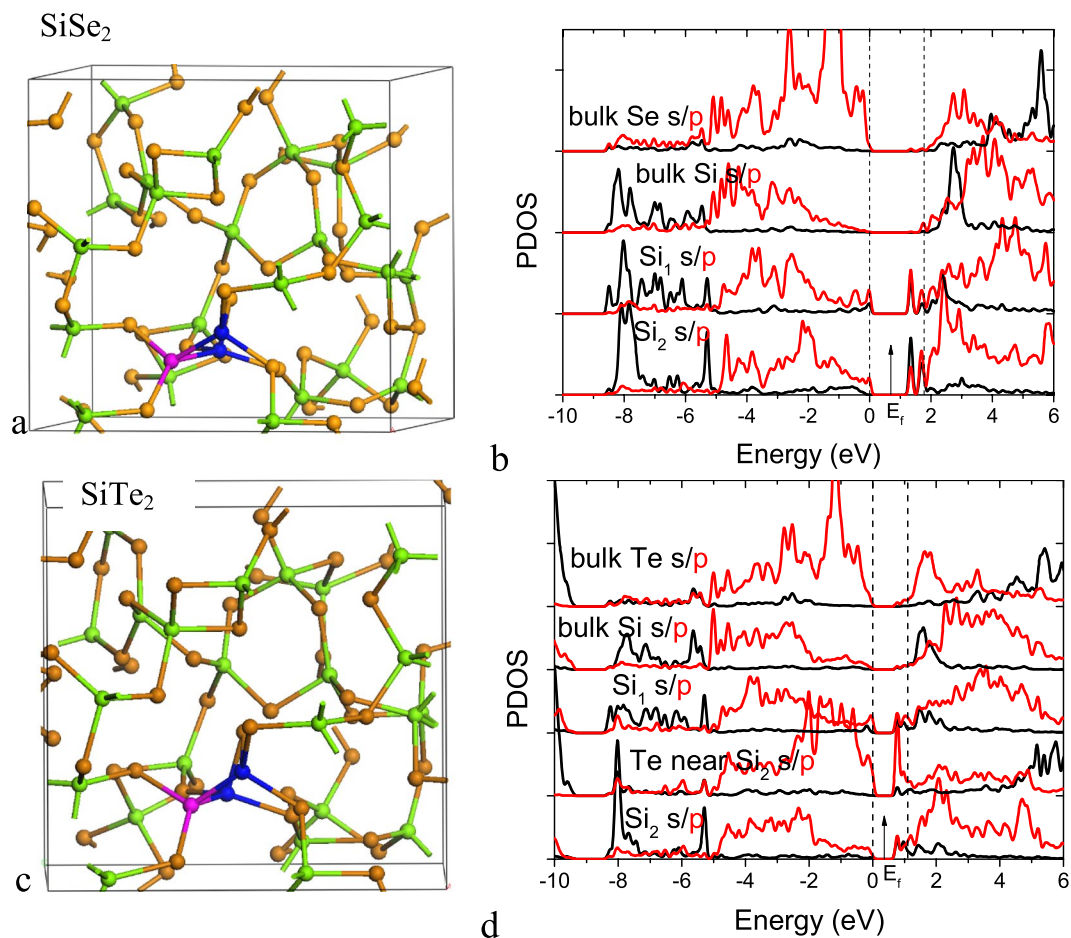 SiSe₂
a
PDOS
bulk Se s/p
bulk Si s/p
Si₁ s/p
Si₂ s/p
-10 -8 -6 -4 -2 0 2 4 6
E_f
Energy (eV)
b
SiTe₂
c
PDOS
bulk Te s/p
bulk Si s/p
Si₁ s/p
Te near Si₂ s/p
Si₂ s/p
-10 -8 -6 -4 -2 0 2 4 6
E_f
Energy (eV)
d